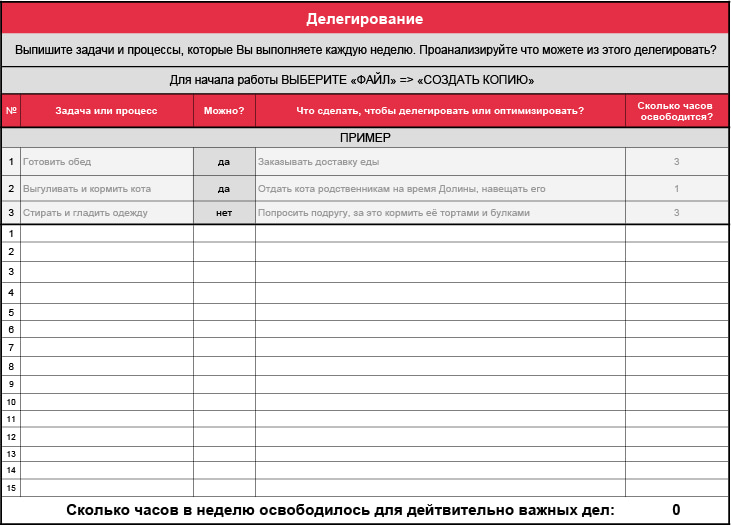 Делегирование
Выпишите задачи и процессы, которые Вы выполняете каждую неделю. Проанализируйте что можете из этого делегировать?
Для начала работы ВЫБЕРИТЕ «ФАЙЛ» => «СОЗДАТЬ КОПИЮ»
№ Задача или процесс Можно? Что сделать, чтобы делегировать или оптимизировать? Сколько часов освободится?
ПРИМЕР
1 Готовить обед да Заказывать доставку еды 3
2 Выгуливать и кормить кота да Отдать кота родственникам на время Долины, навещать его 1
3 Стирать и гладить одежду нет Попросить подругу, за это кормить её тортами и булками 3
1
2
3
4
5
6
7
8
9
10
11
12
13
14
15
Сколько часов в неделю освободилось для дейтвительно важных дел: 0